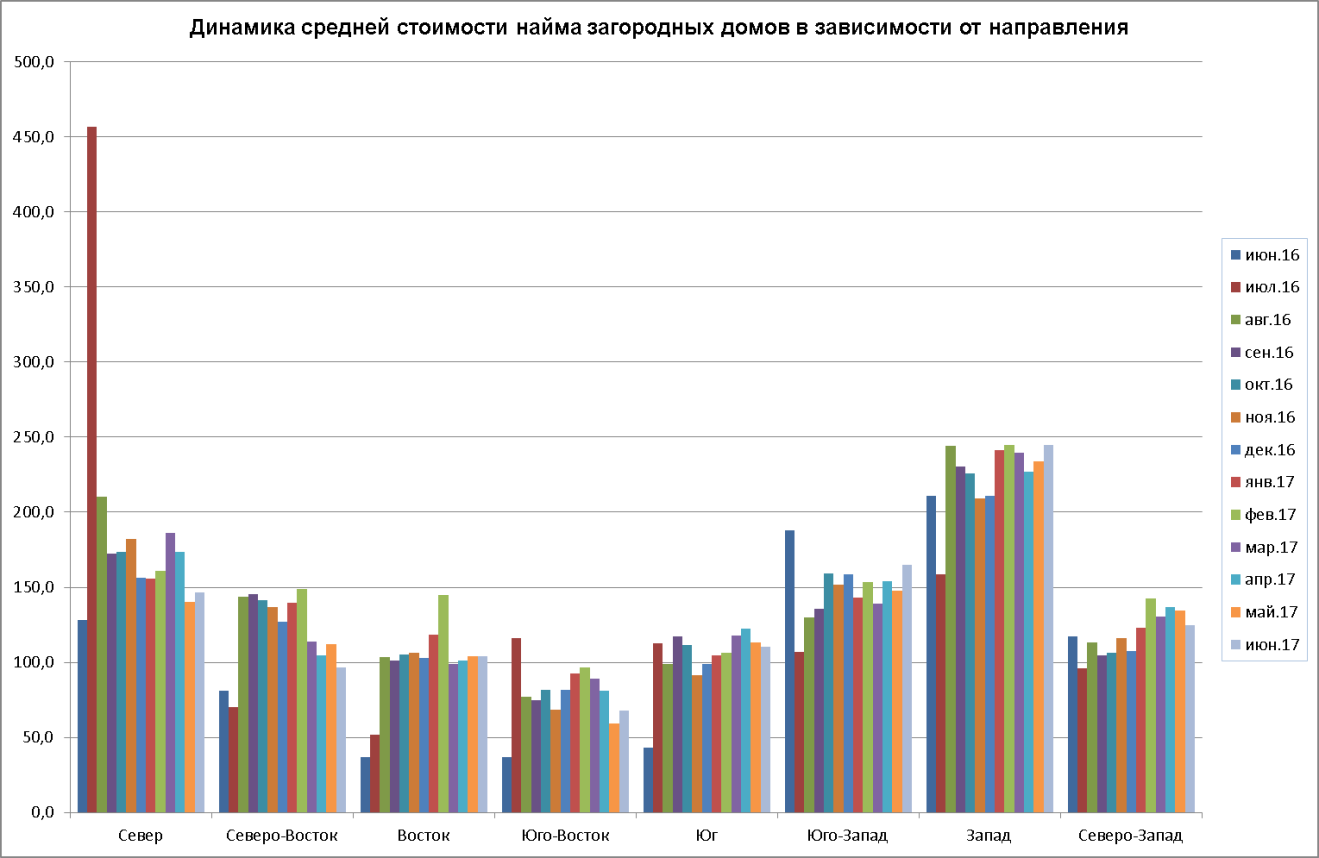 Динамика средней стоимости найма загородных домов в зависимости от направления
500,0
450,0
400,0
350,0
300,0
250,0
200,0
150,0
100,0
50,0
0,0
Север Северо-Восток Восток Юго-Восток Юг Юго-Запад Запад Северо-Запад
июн.16
июл.16
авг.16
сен.16
окт.16
ноя.16
дек.16
янв.17
фев.17
мар.17
апр.17
май.17
июн.17